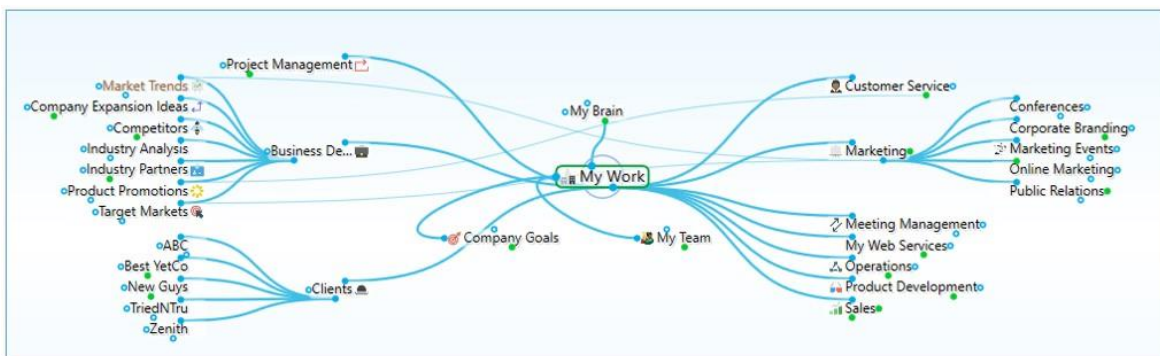 Project Management
Market Trends
Company Expansion Ideas
Competitors
Industry Analysis
Industry Partners
Product Promotions
Target Markets
Business De...
ABC
Best YetCo
New Guys
TriedNTru
Zenith
Clients
My Brain
My Work
Company Goals
My Team
Customer Service
Marketing
Conferences
Corporate Branding
Marketing Events
Online Marketing
Public Relations
Meeting Management
My Web Services
Operations
Product Development
Sales